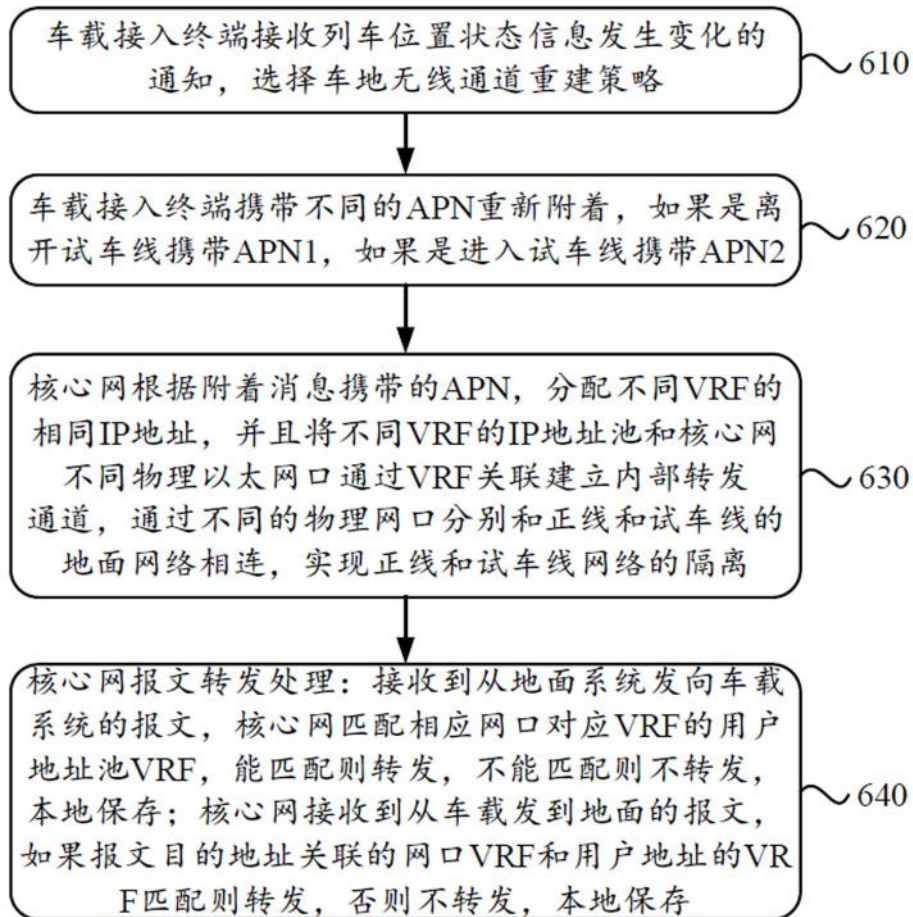 车载接入终端接收列车位置状态信息发生变化的
通知，选择车地无线通道重建策略
610
车载接入终端携带不同的APN重新附着，如果是离
开试车线携带APN1，如果是进入试车线携带APN2
620
核心网根据附着消息携带的APN，分配不同VRF的
相同IP地址，并且将不同VRF的IP地址池和核心网
不同物理以太网口通过VRF关联建立内部转发
通道，通过不同的物理网口分别和正线和试车线的
地面网络相连，实现正线和试车线网络的隔离
630
核心网报文转发处理：接收到从地面系统发向车载
系统的报文，核心网匹配相应网口对应VRF的用户
地址池VRF，能匹配则转发，不能匹配则不转发，
本地保存；核心网接收到从车载发到地面的报文，
如果报文目的地址关联的网口VRF和用户地址的VR
F匹配则转发，否则不转发，本地保存
640